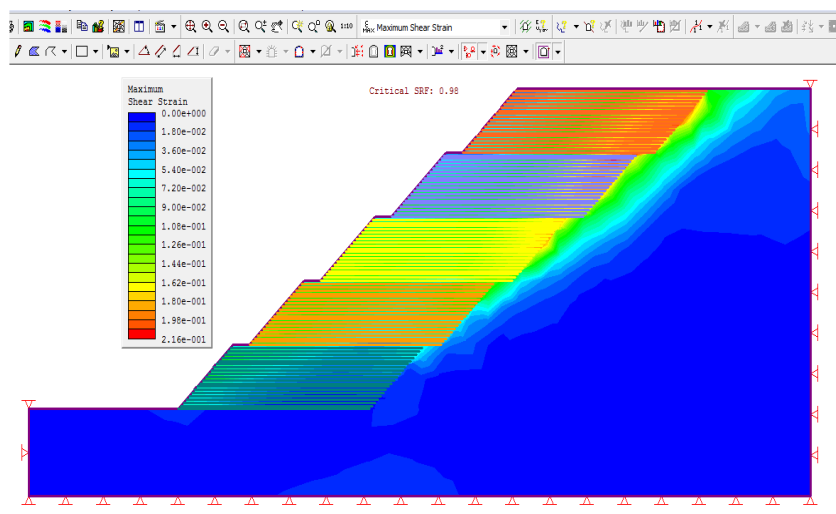 1:10
Maximum Shear Strain
Critical SRF: 0.98
Maximum
Shear Strain
0.00e+000
1.80e-002
3.60e-002
5.40e-002
7.20e-002
9.00e-002
1.08e-001
1.26e-001
1.44e-001
1.62e-001
1.80e-001
1.98e-001
2.16e-001